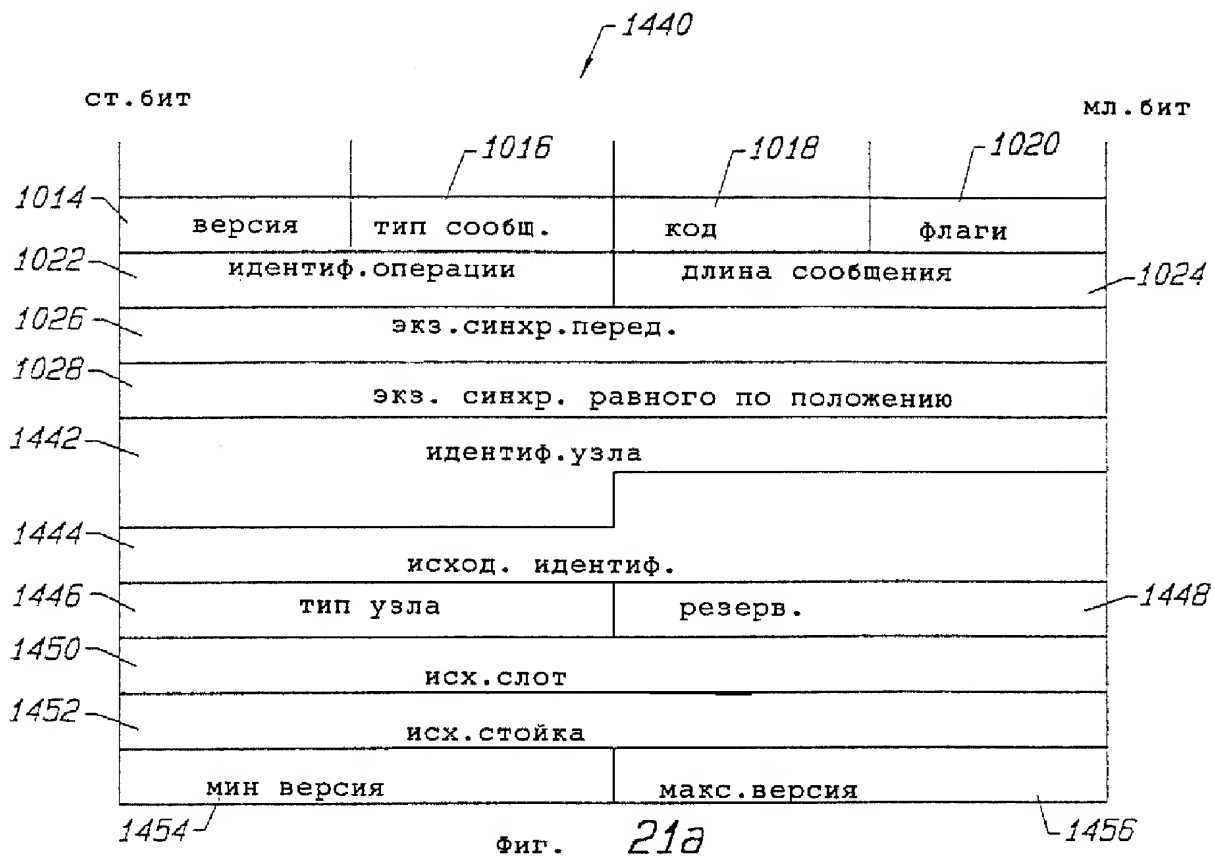 1440
ст.бит
мл.бит
1016
1018
1020
1014
версия тип сообщ. код флаги
1022
идентиф.операции длина сообщения
1024
1026
экз.синхр.перед.
1028
экз. синхр. равного по положению
1442
идентиф.узла
1444
исход. идентиф.
1446
тип узла резерв.
1448
1450
исх.слот
1452
исх.стойка
мин версия макс.версия
1454
1456
Фиг. 21а